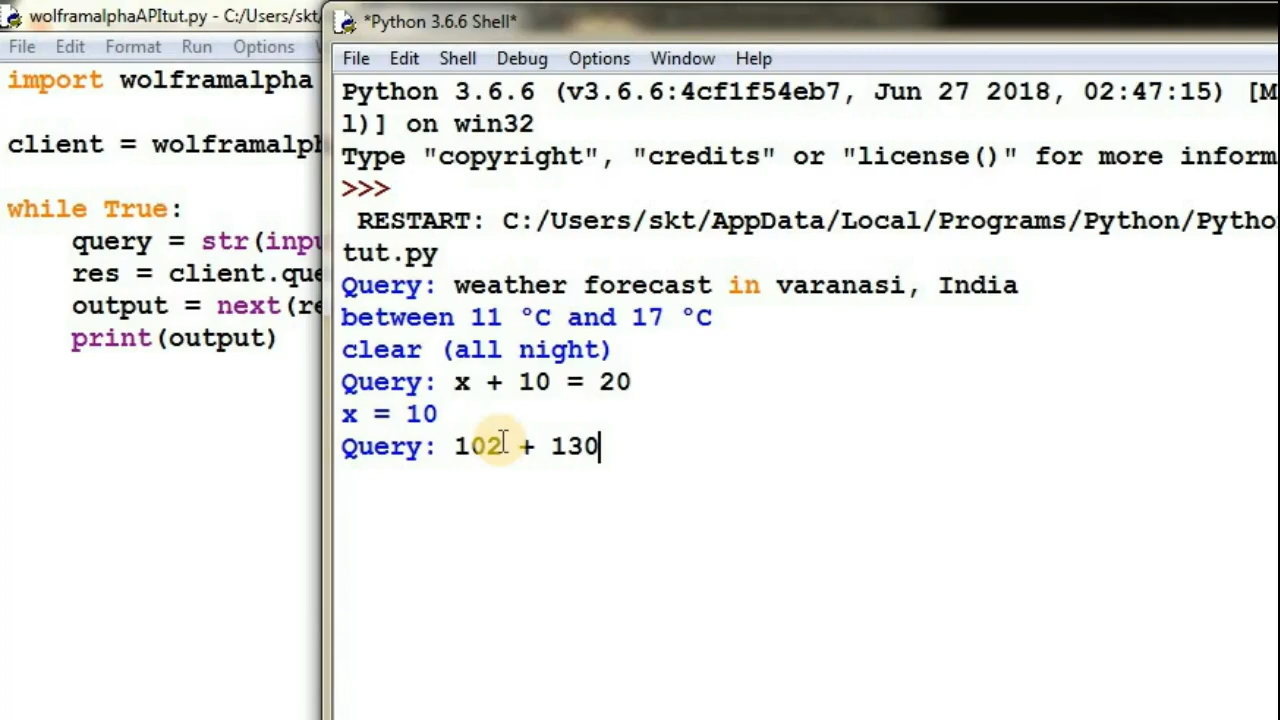 wolframalphaAPItut.py - C:/Users/skt/
File Edit Format Run Options
import wolframalpha
client = wolframalph
while True:
query = str(inpu
res = client.que
output = next(re
print(output)
*Python 3.6.6 Shell*
File Edit Shell Debug Options Window Help
Python 3.6.6 (v3.6.6:4cf1f54eb7, Jun 27 2018, 02:47:15) [M
l)] on win32
Type "copyright", "credits" or "license()" for more inform
>>>
RESTART: C:/Users/skt/AppData/Local/Programs/Python/Pytho
tut.py
Query: weather forecast in varanasi, India
between 11 °C and 17 °C
clear (all night)
Query: x + 10 = 20
x = 10
Query: 102 + 130